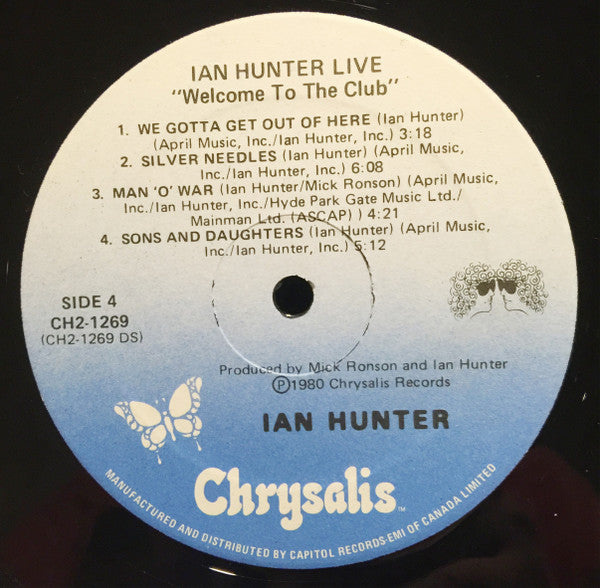 IAN HUNTER LIVE
"Welcome To The Club"
1. WE GOTTA GET OUT OF HERE (Ian Hunter)
(April Music, Inc./Ian Hunter, Inc.) 3:18
2. SILVER NEEDLES (Ian Hunter) (April Music,
Inc./Ian Hunter, Inc.) 6:08
3. MAN 'O' WAR (Ian Hunter/Mick Ronson) (April Music,
Inc./Ian Hunter, Inc./Hyde Park Gate Music Ltd./
Mainman Ltd. (ASCAP) ) 4:21
4. SONS AND DAUGHTERS (Ian Hunter) (April Music,
Inc./Ian Hunter, Inc.) 5:12
SIDE 4
CH2-1269
(CH2-1269 DS)
Produced by Mick Ronson and Ian Hunter
Ⓟ1980 Chrysalis Records
IAN HUNTER
Chrysalis™
MANUFACTURED AND DISTRIBUTED BY CAPITOL RECORDS-EMI OF CANADA LIMITED